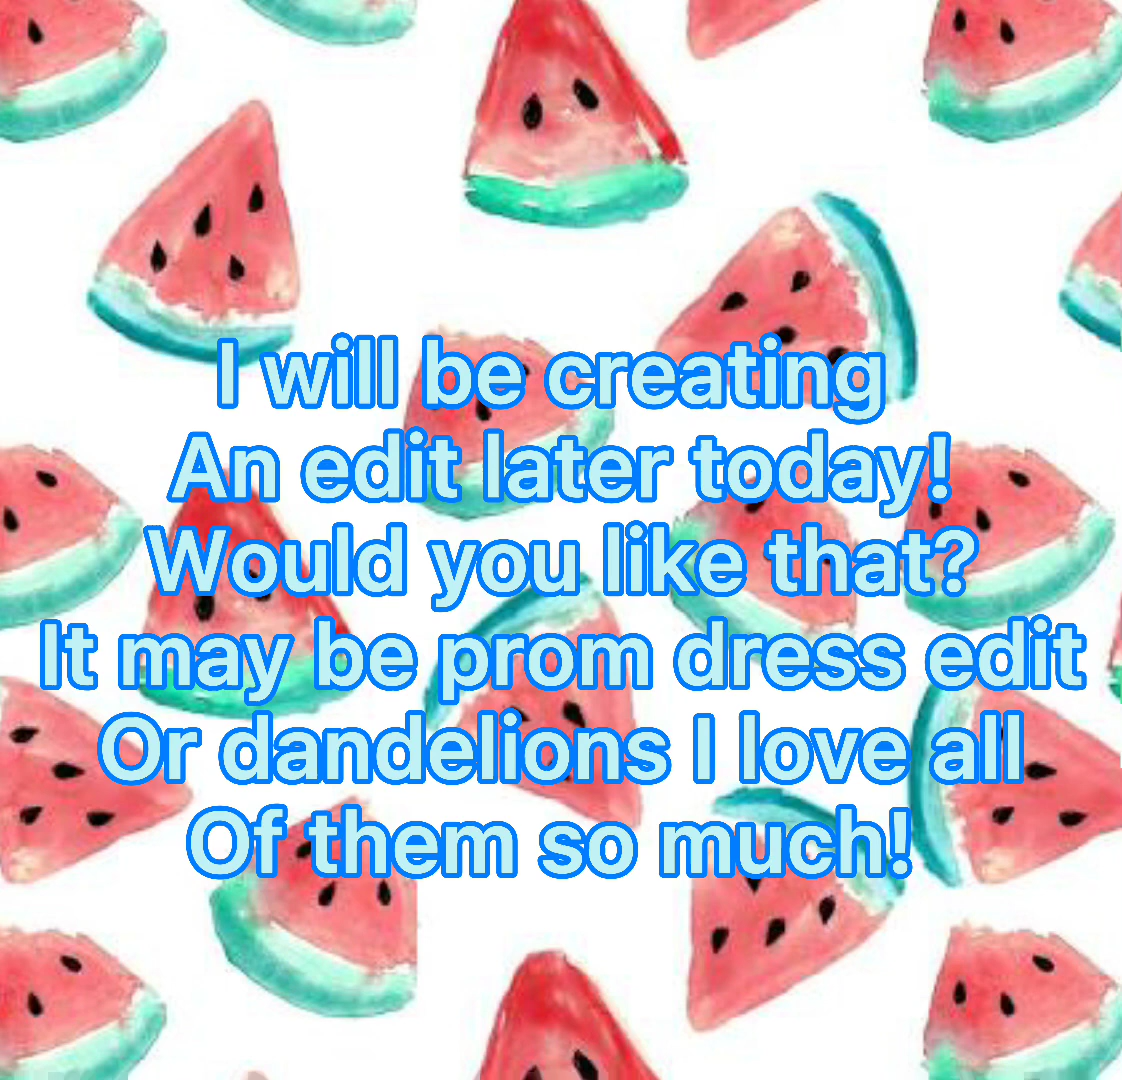 I will be creating
An edit later today!
Would you like that?
It may be prom dress edit
Or dandelions I love all
Of them so much!